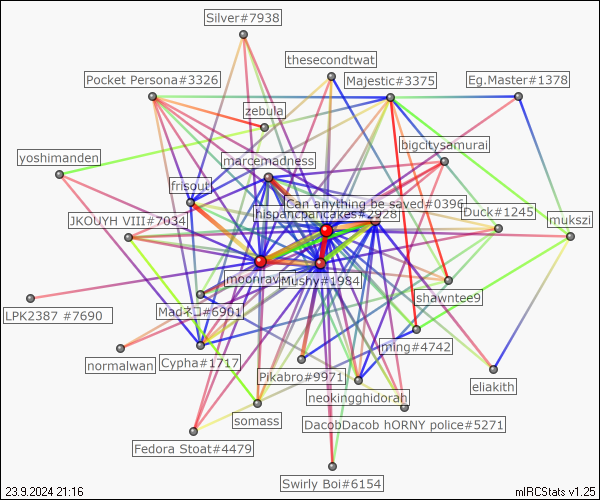 Silver#7938
thesecondtwat
Pocket Persona#3326
Majestic#3375
Eg.Master#1378
zebula
bigcitysamurai
yoshimanden
marcemadness
frisout
Can anything be saved#0396
hispanicpancakes#2928
Duck#1245
JKOUYH VIII#7034
mukszi
moonrav
Mushy#1984
shawntee9
Madネロ#6901
LPK2387 #7690
ming#4742
normalwan
Cypha#1717
Pikabro#9971
eliakith
neokingghidorah
somass
DacobDacob hORNY police#5271
Fedora Stoat#4479
Swirly Boi#6154
23.9.2024 21:16
mIRCStats v1.25